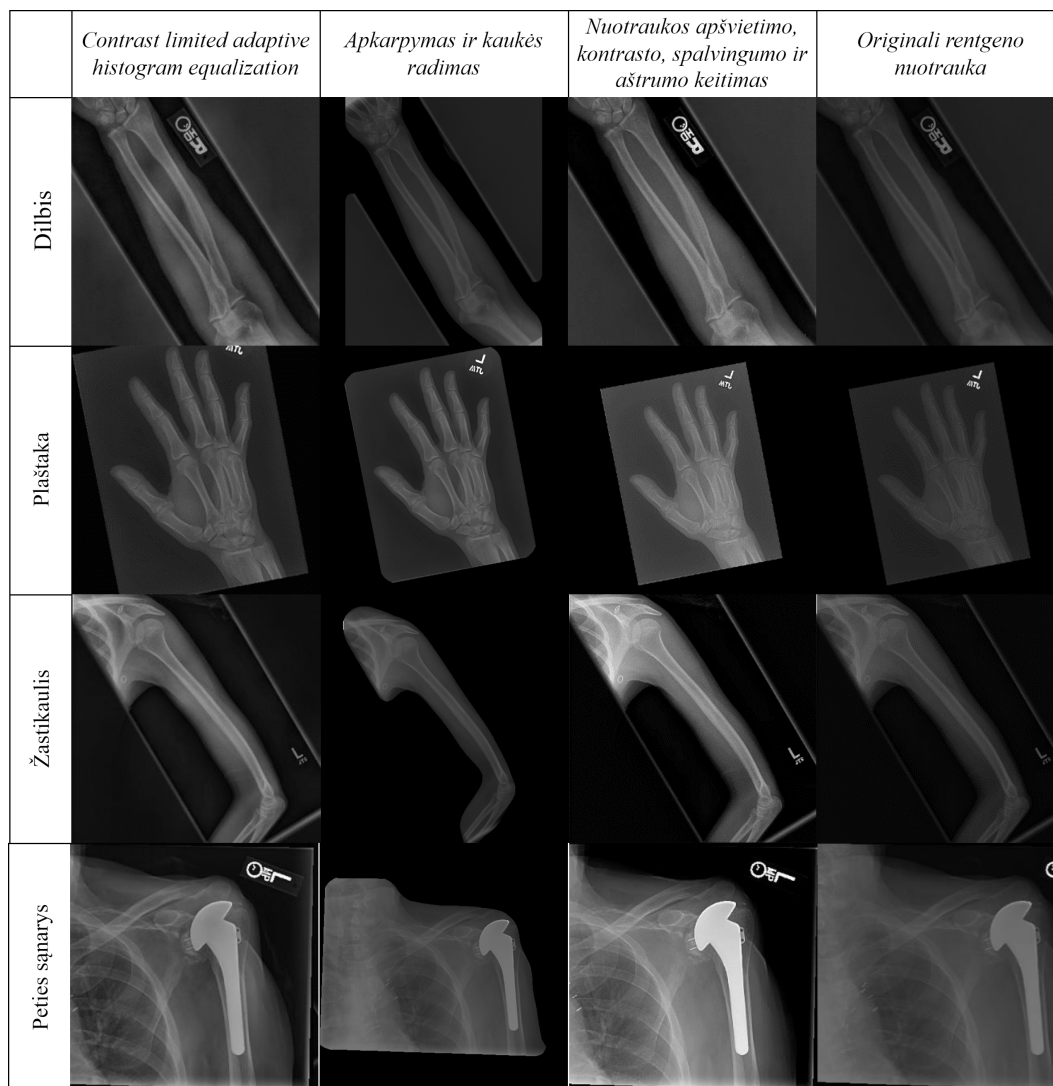 Contrast limited adaptive
histogram equalization
Apkarpymas ir kaukės
radimas
Nuotraukos apšvietimo,
kontrasto, spalvingumo ir
aštrumo keitimas
Originali rentgeno
nuotrauka
Dilbis
Plaštaka
L
L
L
Žastikaulis
L
L
L
Peties sąnarys